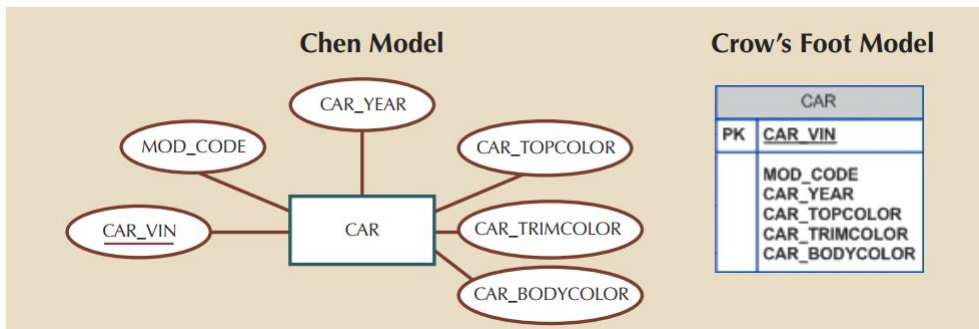 Chen Model
Crow's Foot Model
CAR_YEAR
MOD_CODE
CAR_TOPCOLOR
CAR_VIN
CAR
CAR_TRIMCOLOR
CAR_BODYCOLOR
CAR
PK CAR_VIN
MOD_CODE
CAR_YEAR
CAR_TOPCOLOR
CAR_TRIMCOLOR
CAR_BODYCOLOR